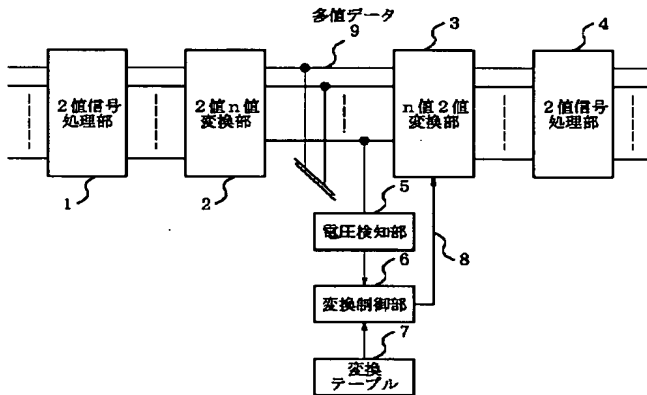 多値データ
9
3
4
2値信号
処理部
2値n値
変換部
n値2値
変換部
2値信号
処理部
1
2
5
電圧検知部
6
8
変換制御部
7
変換
テーブル